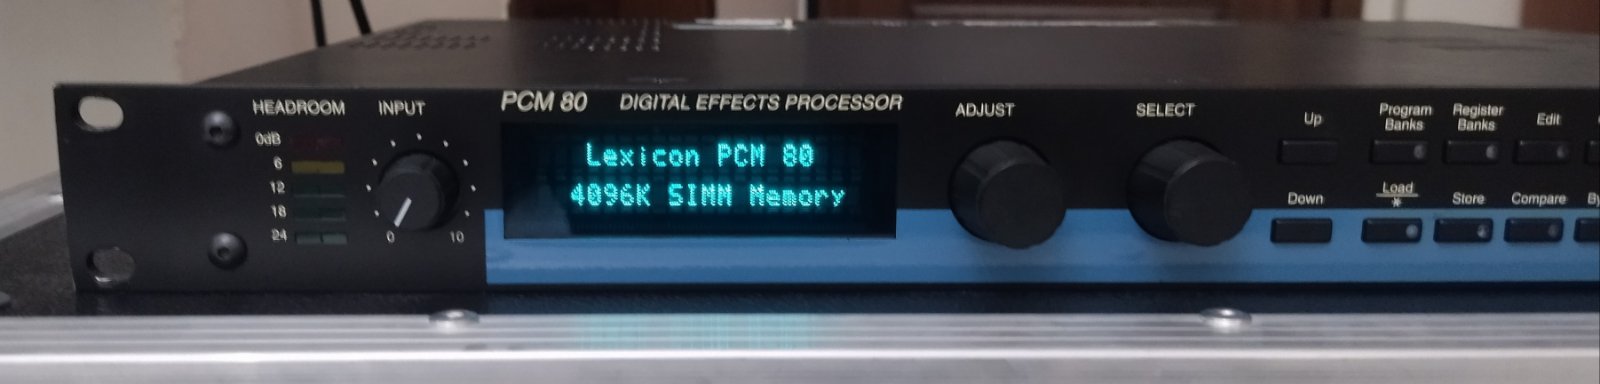 HEADROOM
0dB
6
12
18
24
INPUT
0
10
PCM 80 DIGITAL EFFECTS PROCESSOR
Lexicon PCM 80
4096K SIMM Memory
ADJUST
SELECT
Up
Program
Banks
Register
Banks
Edit
Down
Load
*
Store
Compare